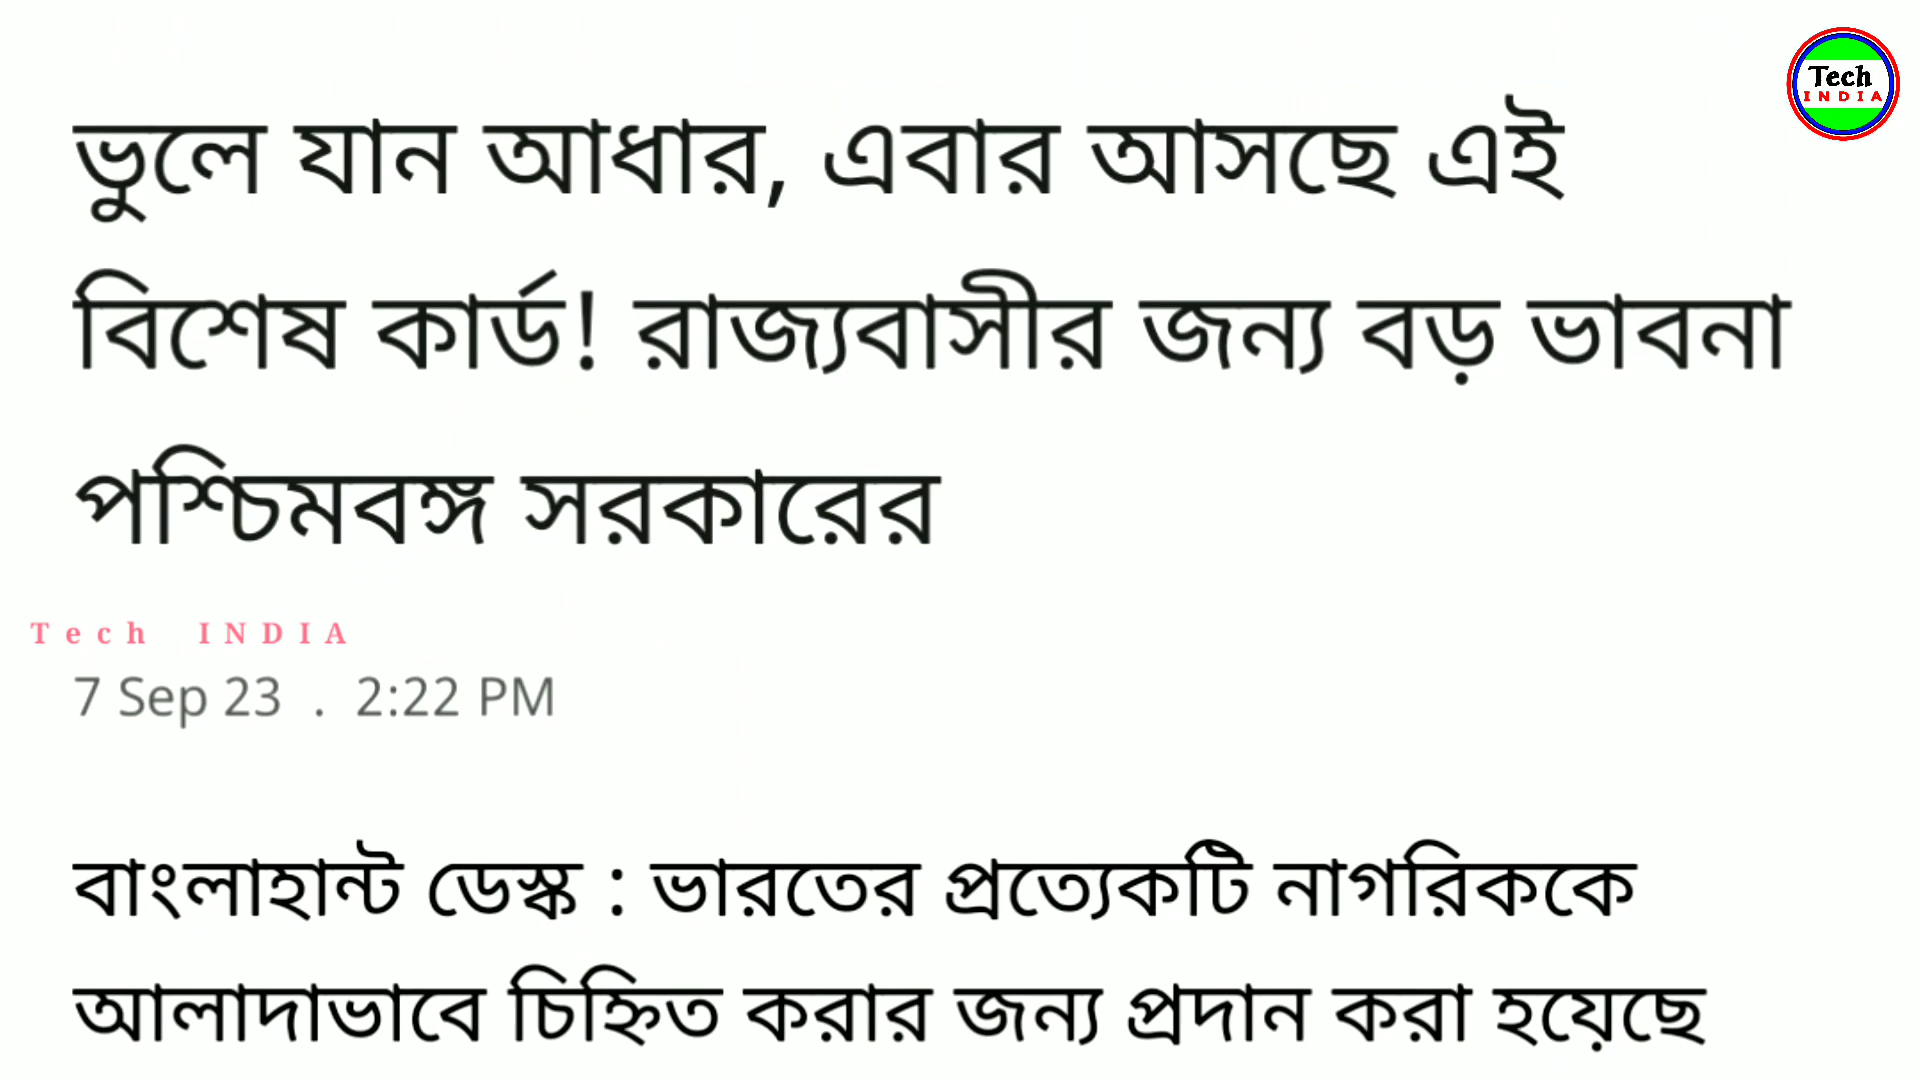 Tech
INDIA
ভুলে যান আধার, এবার আসছে এই
বিশেষ কার্ড! রাজ্যবাসীর জন্য বড় ভাবনা
পশ্চিমবঙ্গ সরকারের
Tech INDIA
7 Sep 23 . 2:22 PM
বাংলাহান্ট ডেস্ক : ভারতের প্রত্যেকটি নাগরিককে
আলাদাভাবে চিহ্নিত করার জন্য প্রদান করা হয়েছে